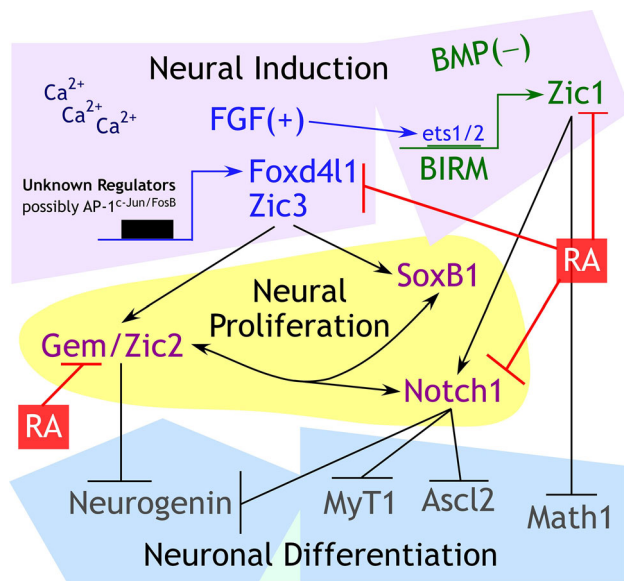 Neural Induction
BMP(−)
Ca2+
Ca2+
Ca2+
FGF(+)
ets1/2
Zic1
BIRM
Unknown Regulators
possibly AP-1c-Jun/FosB
Foxd4l1
Zic3
RA
SoxB1
Neural
Proliferation
Gem/Zic2
Notch1
RA
Neurogenin
MyT1
Ascl2
Math1
Neuronal Differentiation